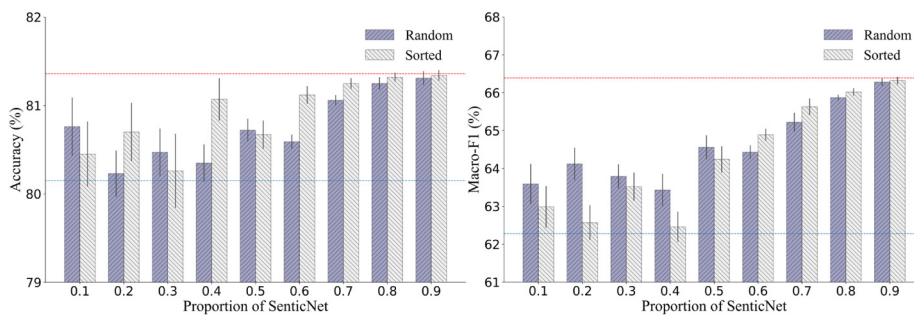 82
81
80
79
Accuracy (%)
Random
Sorted
0.1 0.2 0.3 0.4 0.5 0.6 0.7 0.8 0.9
Proportion of SenticNet
68
67
66
65
64
63
62
61
Macro-F1 (%)
Random
Sorted
0.1 0.2 0.3 0.4 0.5 0.6 0.7 0.8 0.9
Proportion of SenticNet